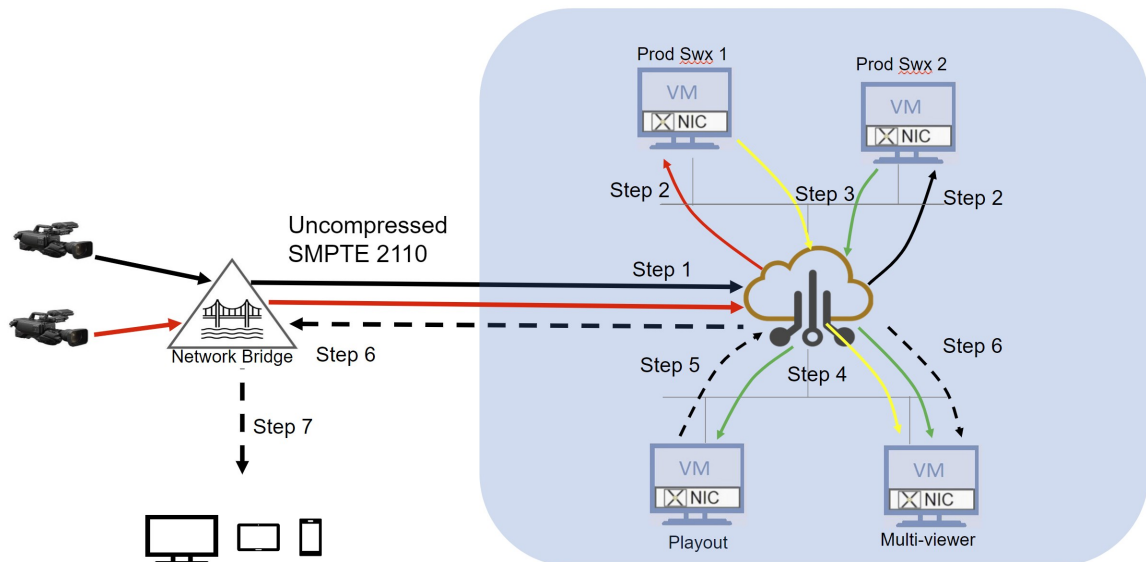 Prod Swx 1
Prod Swx 2
VM
NIC
VM
NIC
Step 2
Step 3
Step 2
Uncompressed
SMPTE 2110
Step 1
Network Bridge
Step 6
Step 5
Step 4
Step 6
Step 7
VM
NIC
VM
NIC
Playout
Multi-viewer